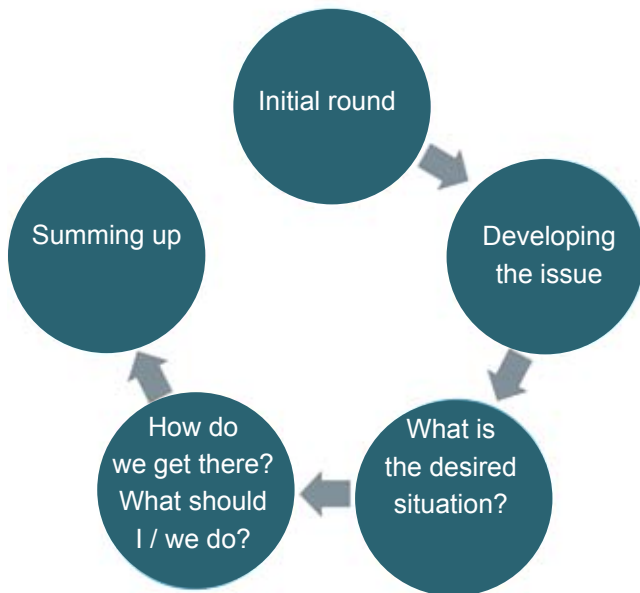 Initial round
Developing
the issue
What is
the desired
situation?
How do
we get there?
What should
I / we do?
Summing up